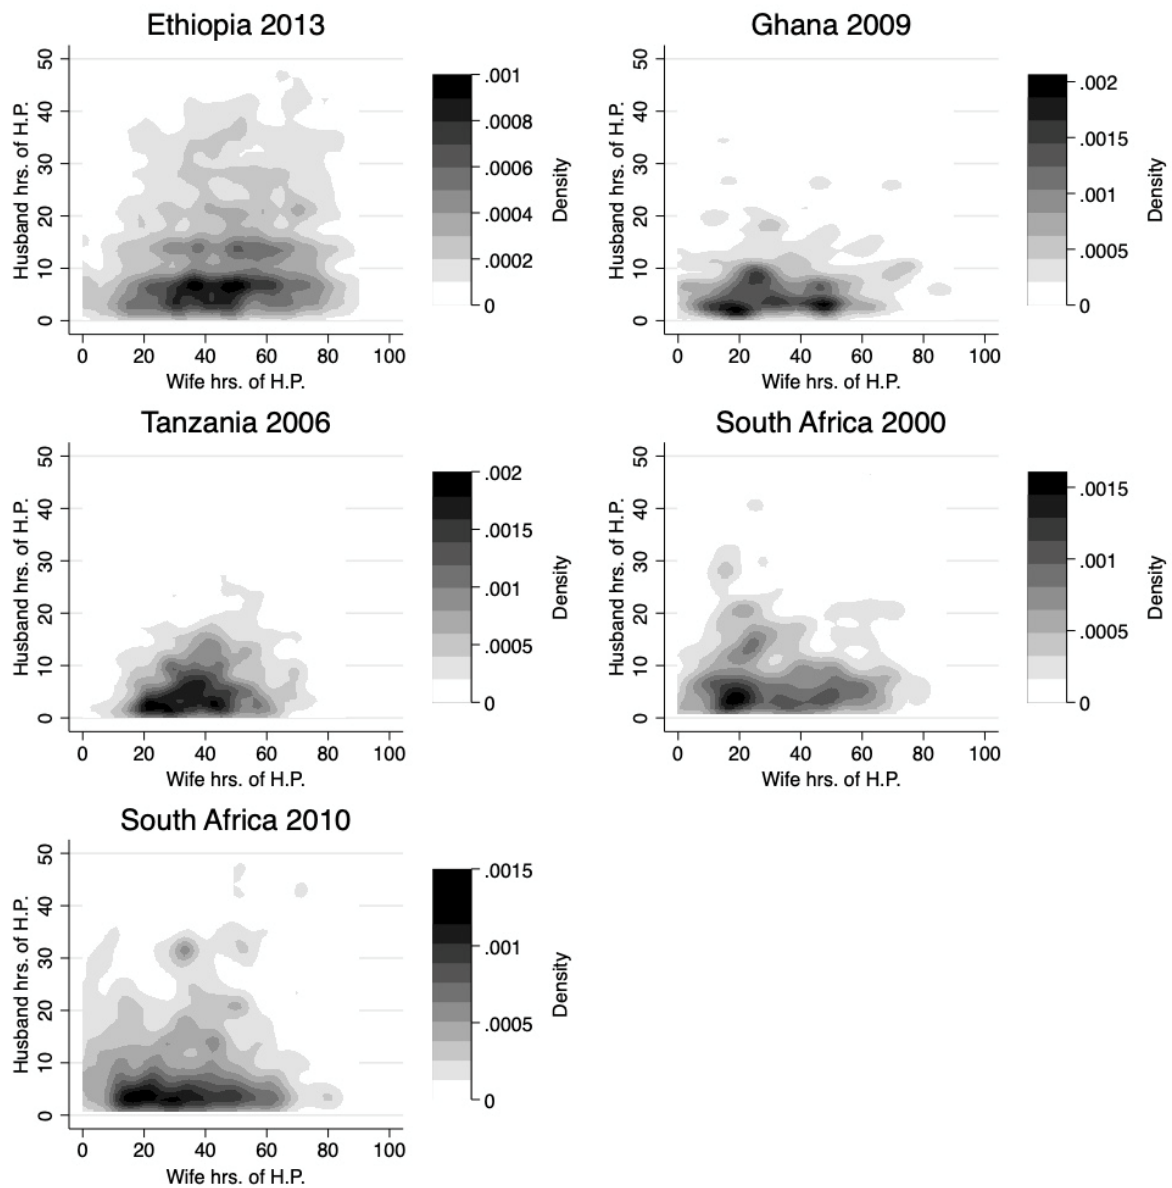 Ethiopia 2013
Husband hrs. of H.P.
50
40
30
20
10
0
0 20 40 60 80 100
Wife hrs. of H.P.
.001
.0008
.0006
.0004
.0002
0
Density
Ghana 2009
Husband hrs. of H.P.
50
40
30
20
10
0
0 20 40 60 80 100
Wife hrs. of H.P.
.002
.0015
.001
.0005
0
Density
Tanzania 2006
Husband hrs. of H.P.
50
40
30
20
10
0
0 20 40 60 80 100
Wife hrs. of H.P.
.002
.0015
.001
.0005
0
Density
South Africa 2000
Husband hrs. of H.P.
50
40
30
20
10
0
0 20 40 60 80 100
Wife hrs. of H.P.
.0015
.001
.0005
0
Density
South Africa 2010
Husband hrs. of H.P.
50
40
30
20
10
0
0 20 40 60 80 100
Wife hrs. of H.P.
.0015
.001
.0005
0
Density